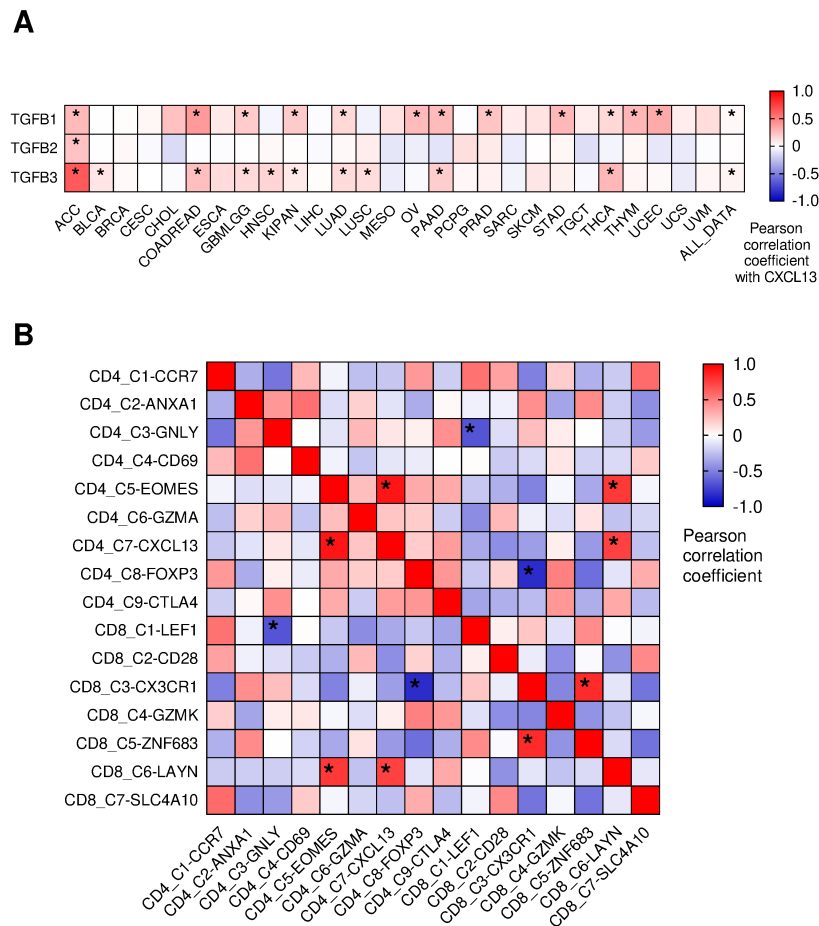 A
TGFB1
TGFB2
TGFB3
* * * * * * * * * * * * *
*
* * * * * * * * * * *
ACC
BLCA
BRCA
CESC
CHOL
COADREAD
ESCA
GBMLGG
HNSC
KIPAN
LIHC
LUAD
LUSC
MESO
OV
PAAD
PCPG
PRAD
SARC
SKCM
STAD
TGCT
THCA
THYM
UCEC
UCS
UVM
ALL_DATA
1.0
0.5
0
-0.5
-1.0
Pearson
correlation
coefficient
with CXCL13
B
CD4_C1-CCR7
CD4_C2-ANXA1
CD4_C3-GNLY *
CD4_C4-CD69
CD4_C5-EOMES * *
CD4_C6-GZMA
CD4_C7-CXCL13 * *
CD4_C8-FOXP3 *
CD4_C9-CTLA4
CD8_C1-LEF1 *
CD8_C2-CD28
CD8_C3-CX3CR1 * *
CD8_C4-GZMK
CD8_C5-ZNF683 *
CD8_C6-LAYN * *
CD8_C7-SLC4A10
CD4_C1-CCR7
CD4_C2-ANXA1
CD4_C3-GNLY
CD4_C4-CD69
CD4_C5-EOMES
CD4_C6-GZMA
CD4_C7-CXCL13
CD4_C8-FOXP3
CD4_C9-CTLA4
CD8_C1-LEF1
CD8_C2-CD28
CD8_C3-CX3CR1
CD8_C4-GZMK
CD8_C5-ZNF683
CD8_C6-LAYN
CD8_C7-SLC4A10
1.0
0.5
0
-0.5
-1.0
Pearson
correlation
coefficient